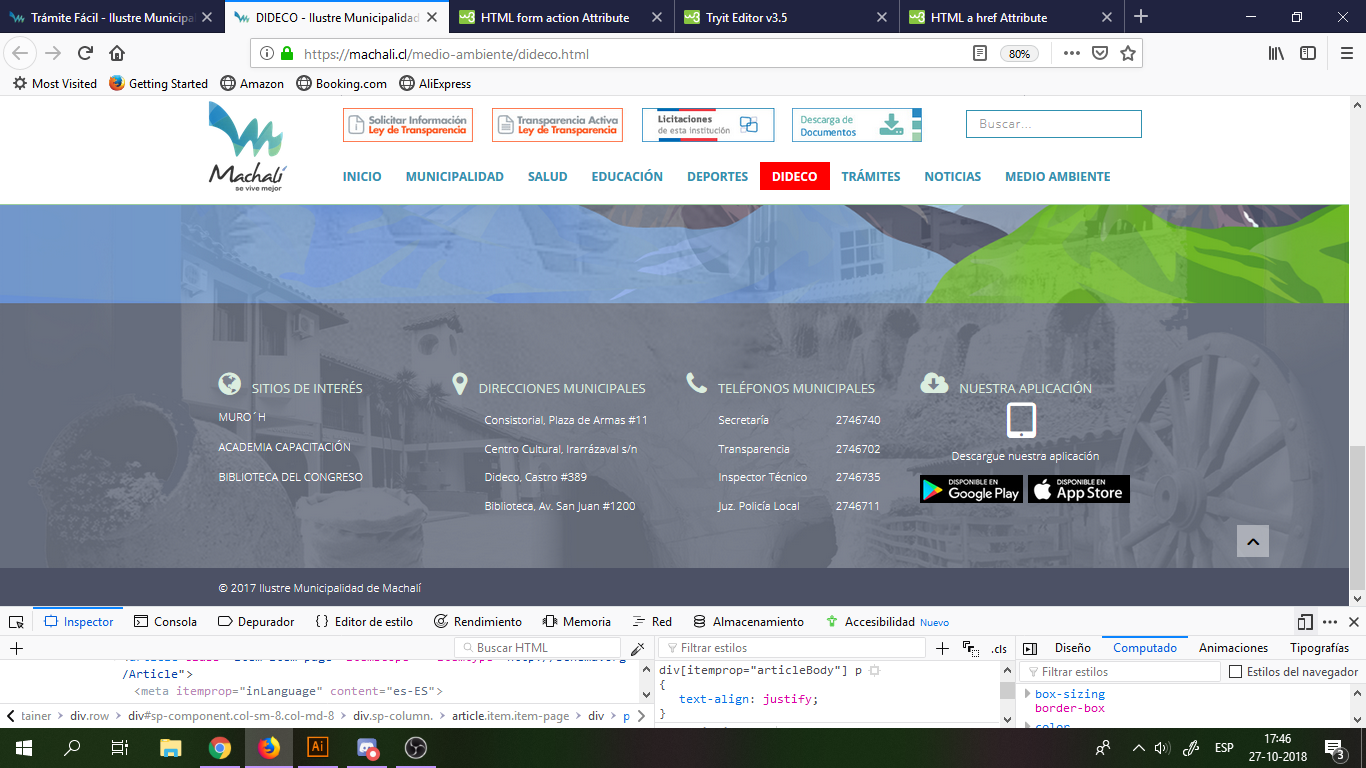 Trámite Fácil - Ilustre Municipa
DIDECO - Ilustre Municipalidad
HTML form action Attribute
Tryit Editor v3.5
HTML a href Attribute
https://machali.cl/medio-ambiente/dideco.html
80%
Most Visited
Getting Started
Amazon
Booking.com
AliExpress
Machalí
se vive mejor
Solicitar Información
Ley de Transparencia
Transparencia Activa
Ley de Transparencia
Licitaciones
de esta institución
Descarga de
Documentos
Buscar...
INICIO
MUNICIPALIDAD
SALUD
EDUCACIÓN
DEPORTES
DIDECO
TRÁMITES
NOTICIAS
MEDIO AMBIENTE
SITIOS DE INTERÉS
MURO´H
ACADEMIA CAPACITACIÓN
BIBLIOTECA DEL CONGRESO
DIRECCIONES MUNICIPALES
Consistorial, Plaza de Armas #11
Centro Cultural, Irarrázaval s/n
Dideco, Castro #389
Biblioteca, Av. San Juan #1200
TELÉFONOS MUNICIPALES
Secretaría 2746740
Transparencia 2746702
Inspector Técnico 2746735
Juz. Policía Local 2746711
NUESTRA APLICACIÓN
Descargue nuestra aplicación
DISPONIBLE EN
Google Play
DISPONIBLE EN
App Store
© 2017 Ilustre Municipalidad de Machalí
Inspector
Consola
Depurador
Editor de estilo
Rendimiento
Memoria
Red
Almacenamiento
Accesibilidad Nuevo
Buscar HTML
Filtrar estilos
.cls
Diseño
Computado
Animaciones
Tipografías
Filtrar estilos
Estilos del navegador
/Article">
<meta itemprop="inLanguage" content="es-ES">
div[itemprop="articleBody"] p
{
text-align: justify;
}
box-sizing
border-box
color
tainer
div.row
div#sp-component.col-sm-8.col-md-8
div.sp-column.
article.item.item-page
div
p
ESP
17:46
27-10-2018
3